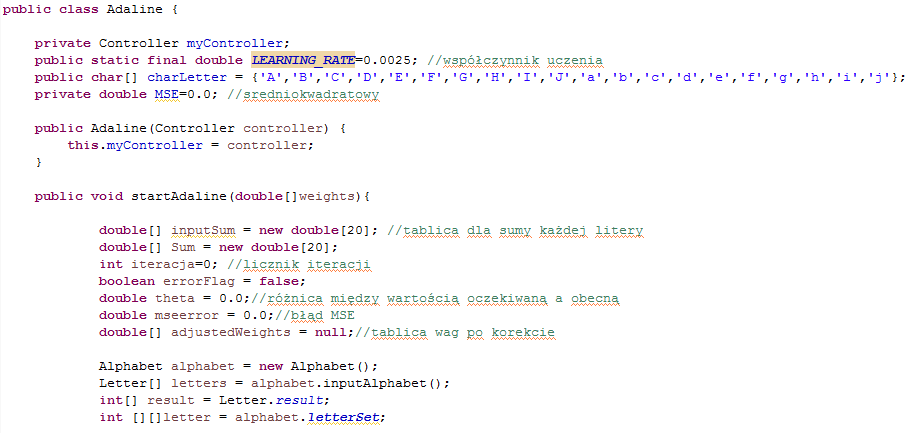 public class Adaline {
private Controller myController;
public static final double LEARNING_RATE=0.0025; //współczynnik uczenia
public char[] charLetter = {'A','B','C','D','E','F','G','H','I','J','a','b','c','d','e','f','g','h','i','j'};
private double MSE=0.0; //sredniokwadratowy
public Adaline(Controller controller) {
this.myController = controller;
}
public void startAdaline(double[]weights){
double[] inputSum = new double[20]; //tablica dla sumy każdej litery
double[] Sum = new double[20];
int iteracja=0; //licznik iteracji
boolean errorFlag = false;
double theta = 0.0;//różnica między wartością oczekiwaną a obecną
double mseerror = 0.0;//błąd MSE
double[] adjustedWeights = null;//tablica wag po korekcie
Alphabet alphabet = new Alphabet();
Letter[] letters = alphabet.inputAlphabet();
int[] result = Letter.result;
int [][]letter = alphabet.letterSet;